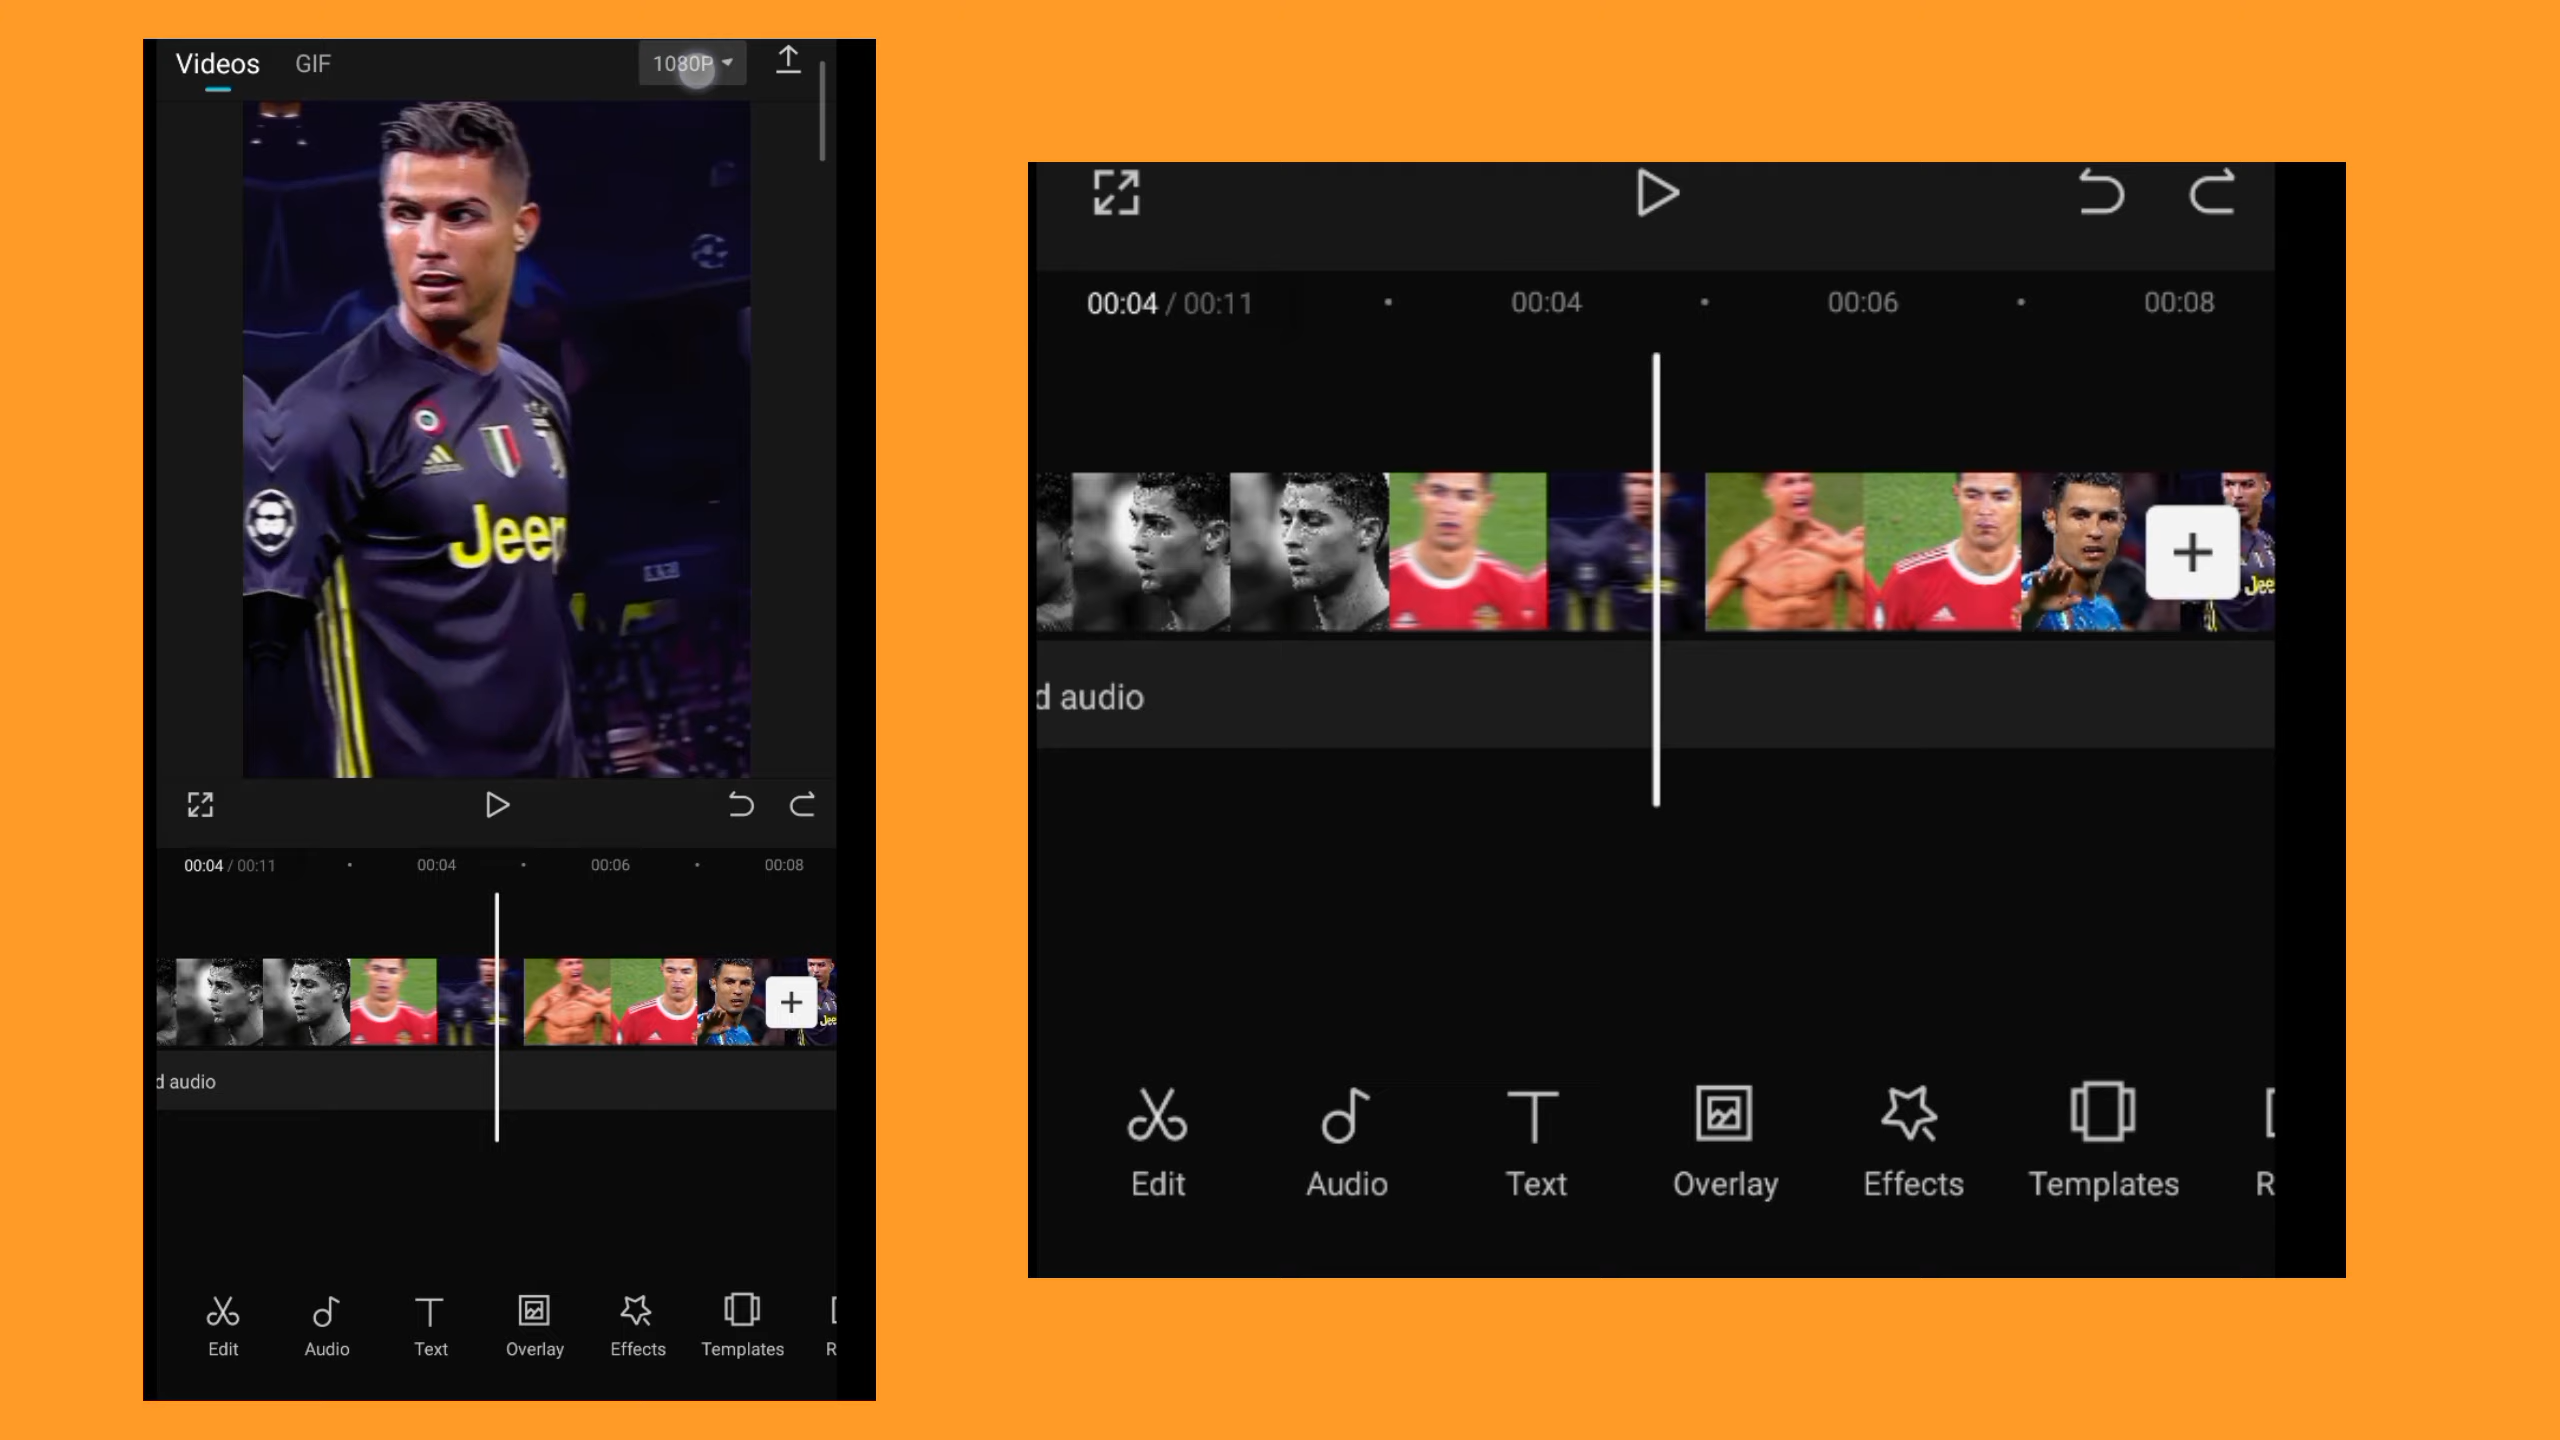 Videos GIF 1080P
Jeep
00:04 / 00:11 00:04 00:06 00:08
d audio
Edit Audio Text Overlay Effects Templates R
00:04 / 00:11 00:04 00:06 00:08
d audio
Edit Audio Text Overlay Effects Templates R